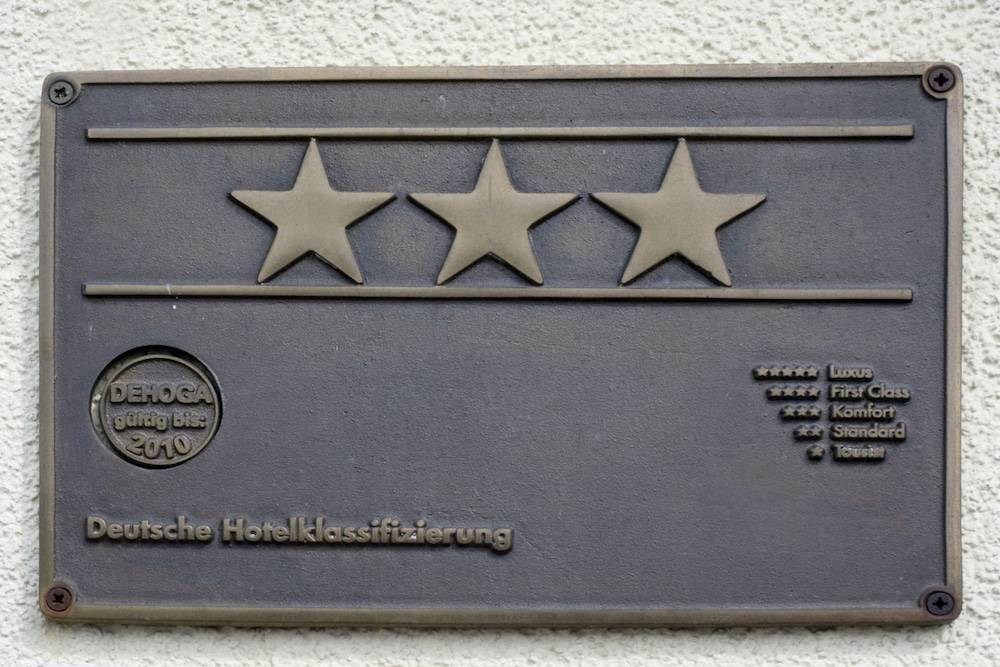 DEHOGA
gültig bis:
2010
Luxus
First Class
Komfort
Standard
Tourist
Deutsche Hotelklassifizierung